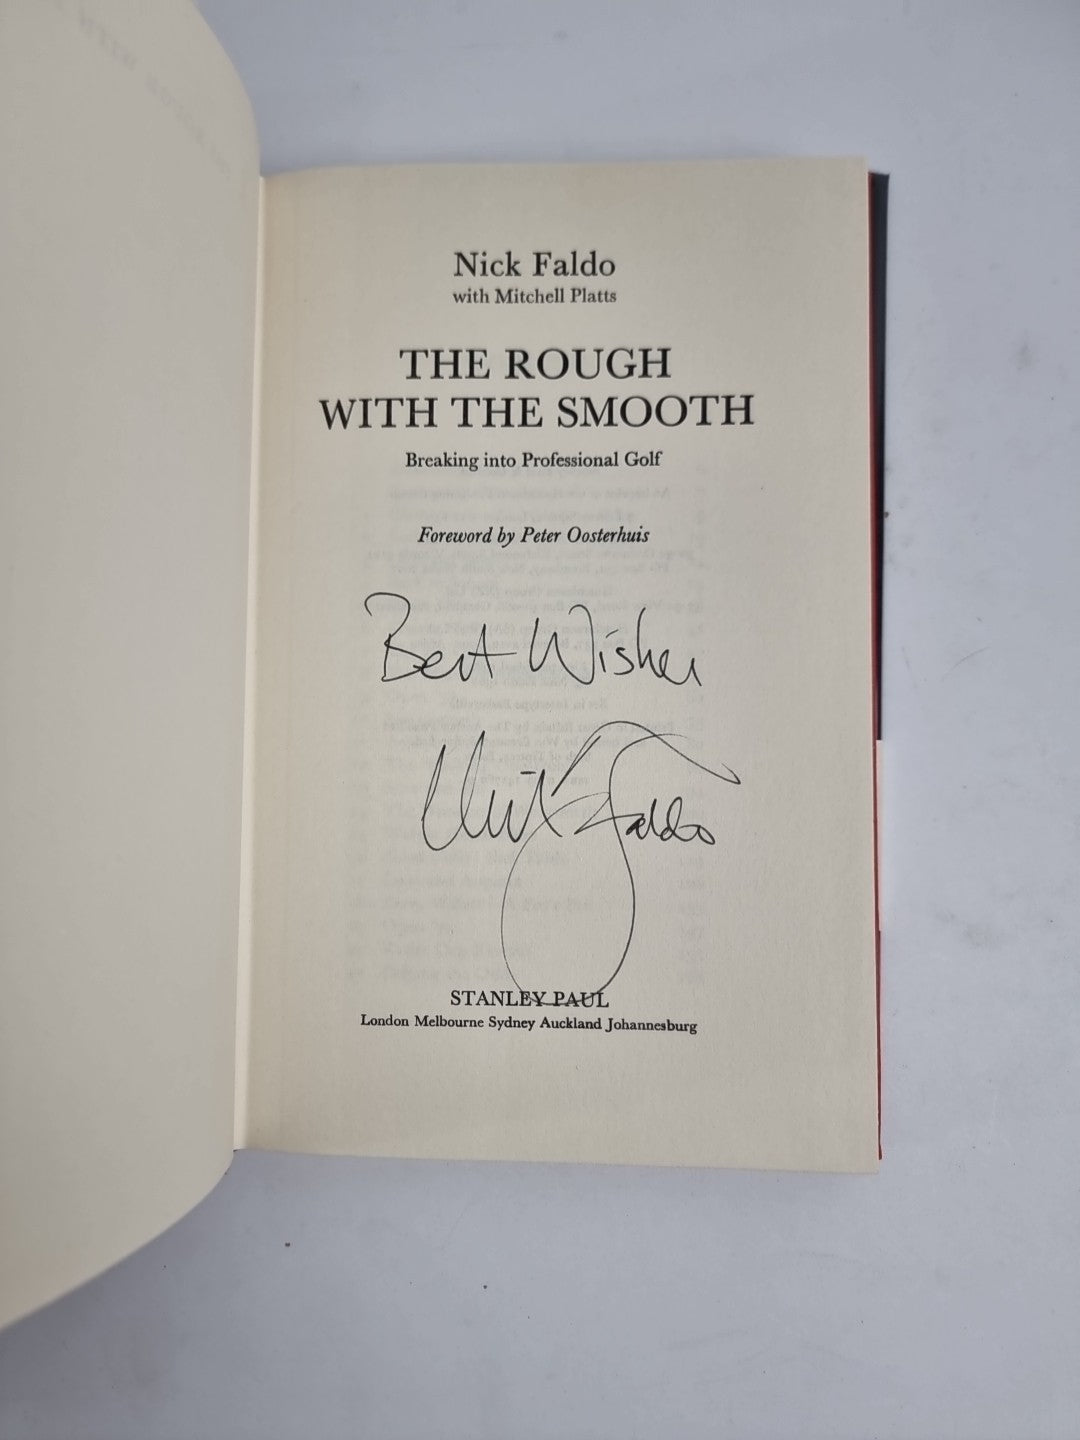 Nick Faldo
with Mitchell Platts
THE ROUGH
WITH THE SMOOTH
Breaking into Professional Golf
Foreword by Peter Oosterhuis
Best Wishes
Nick Faldo
STANLEY PAUL
London Melbourne Sydney Auckland Johannesburg